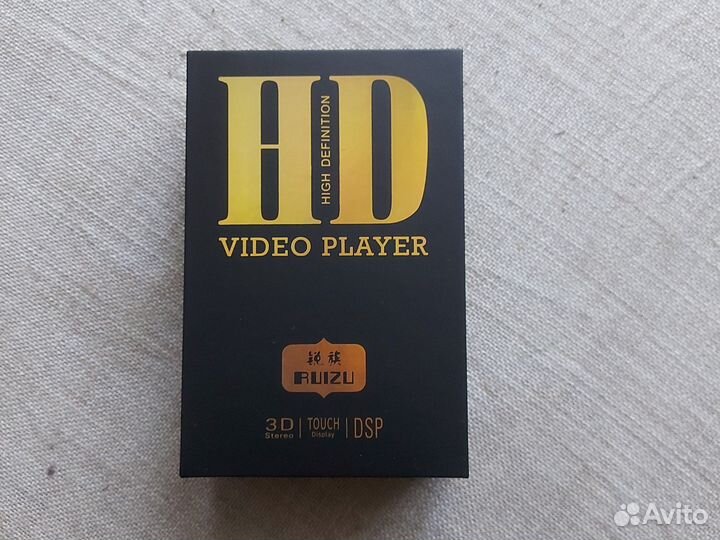 HD
HIGH DEFINITION
VIDEO PLAYER
锐族
RUIZU
3D Stereo | TOUCH Display | DSP
Avito